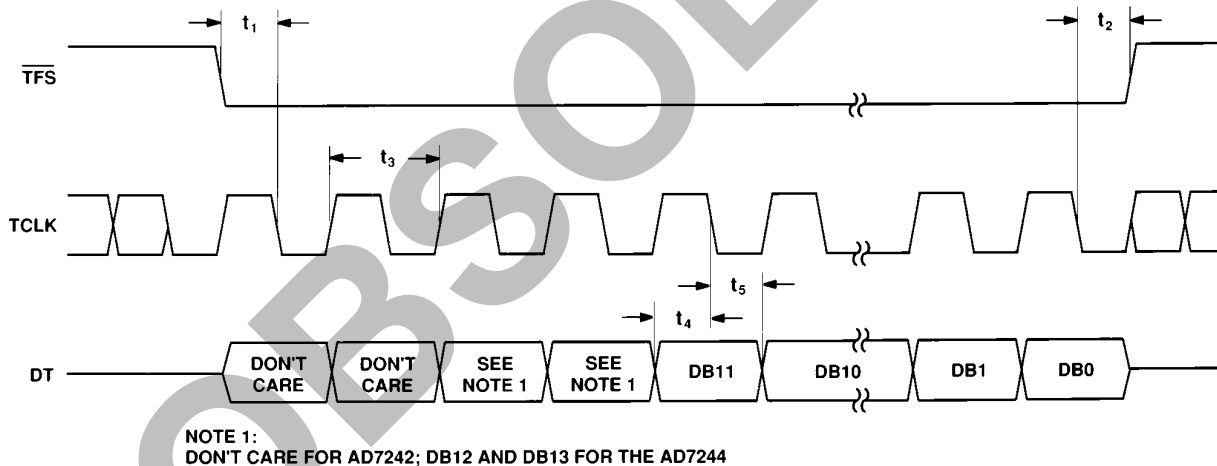 t1
t2
TFS
t3
TCLK
t5
t4
DT
DON'T CARE
DON'T CARE
SEE NOTE 1
SEE NOTE 1
DB11
DB10
DB1
DB0
NOTE 1:
DON'T CARE FOR AD7242; DB12 AND DB13 FOR THE AD7244
OBSOL